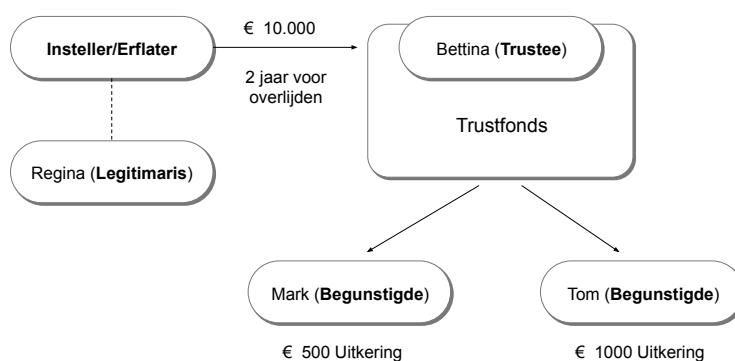 Insteller/Erflater
€ 10.000
2 jaar voor
overlijden
Bettina (Trustee)
Trustfonds
Regina (Legitimaris)
Mark (Begunstigde)
Tom (Begunstigde)
€ 500 Uitkering
€ 1000 Uitkering